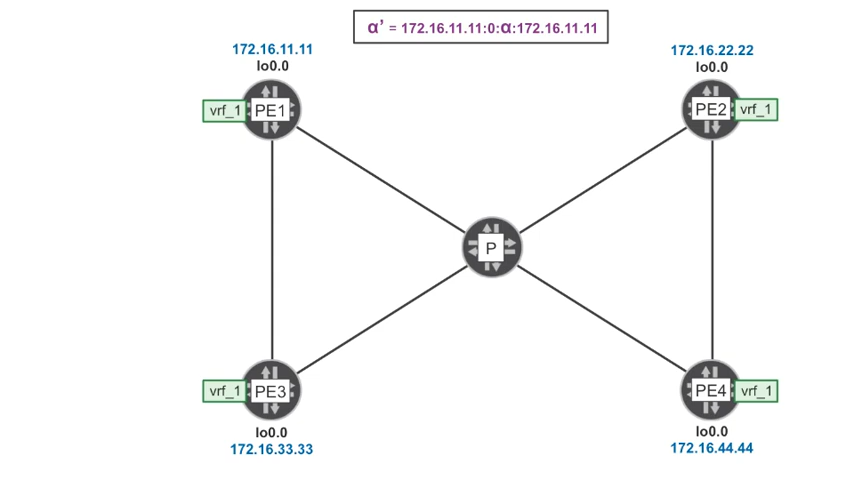 α’ = 172.16.11.11:0:α:172.16.11.11
172.16.11.11
lo0.0
172.16.22.22
lo0.0
vrf_1
PE1
PE2
vrf_1
P
vrf_1
PE3
PE4
vrf_1
lo0.0
172.16.33.33
lo0.0
172.16.44.44